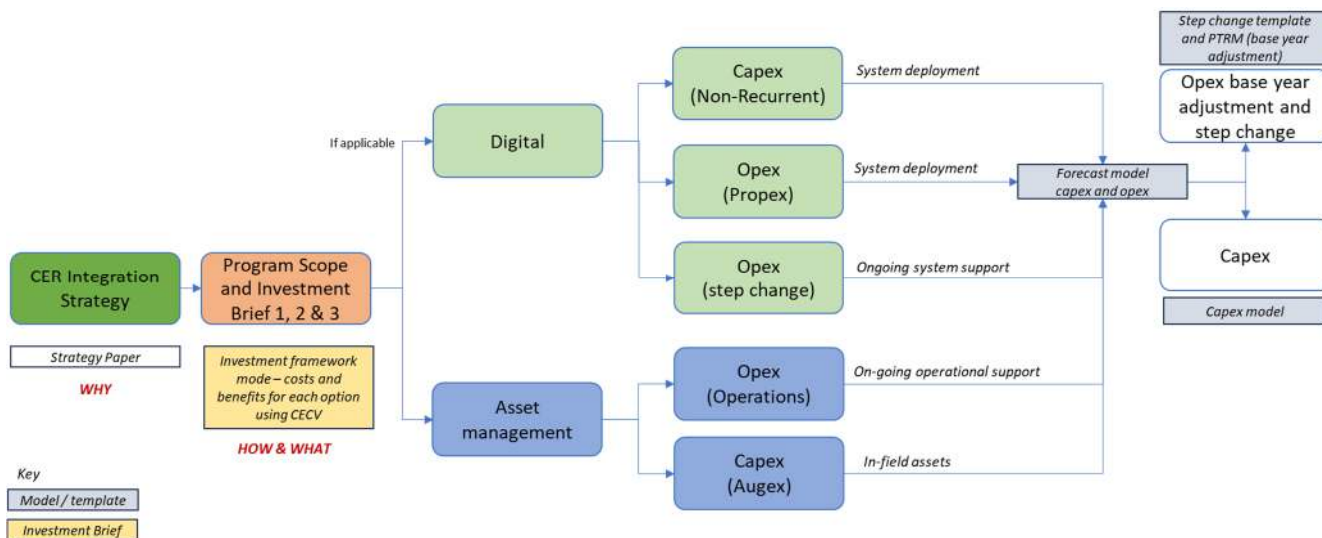 Step change template
and PTRM (base year
adjustment)
Opex base year
adjustment and
step change
Capex
(Non-Recurrent)
System deployment
If applicable
Digital
Opex
(Propex)
System deployment
Forecast model
capex and opex
CER Integration
Strategy
Program Scope
and Investment
Brief 1, 2 & 3
Opex
(step change)
Ongoing system support
Capex
Capex model
Strategy Paper
WHY
Investment framework
mode – costs and
benefits for each option
using CECV
HOW & WHAT
Asset
management
Opex
(Operations)
On-going operational support
Capex
(Augex)
In-field assets
Key
Model / template
Investment Brief